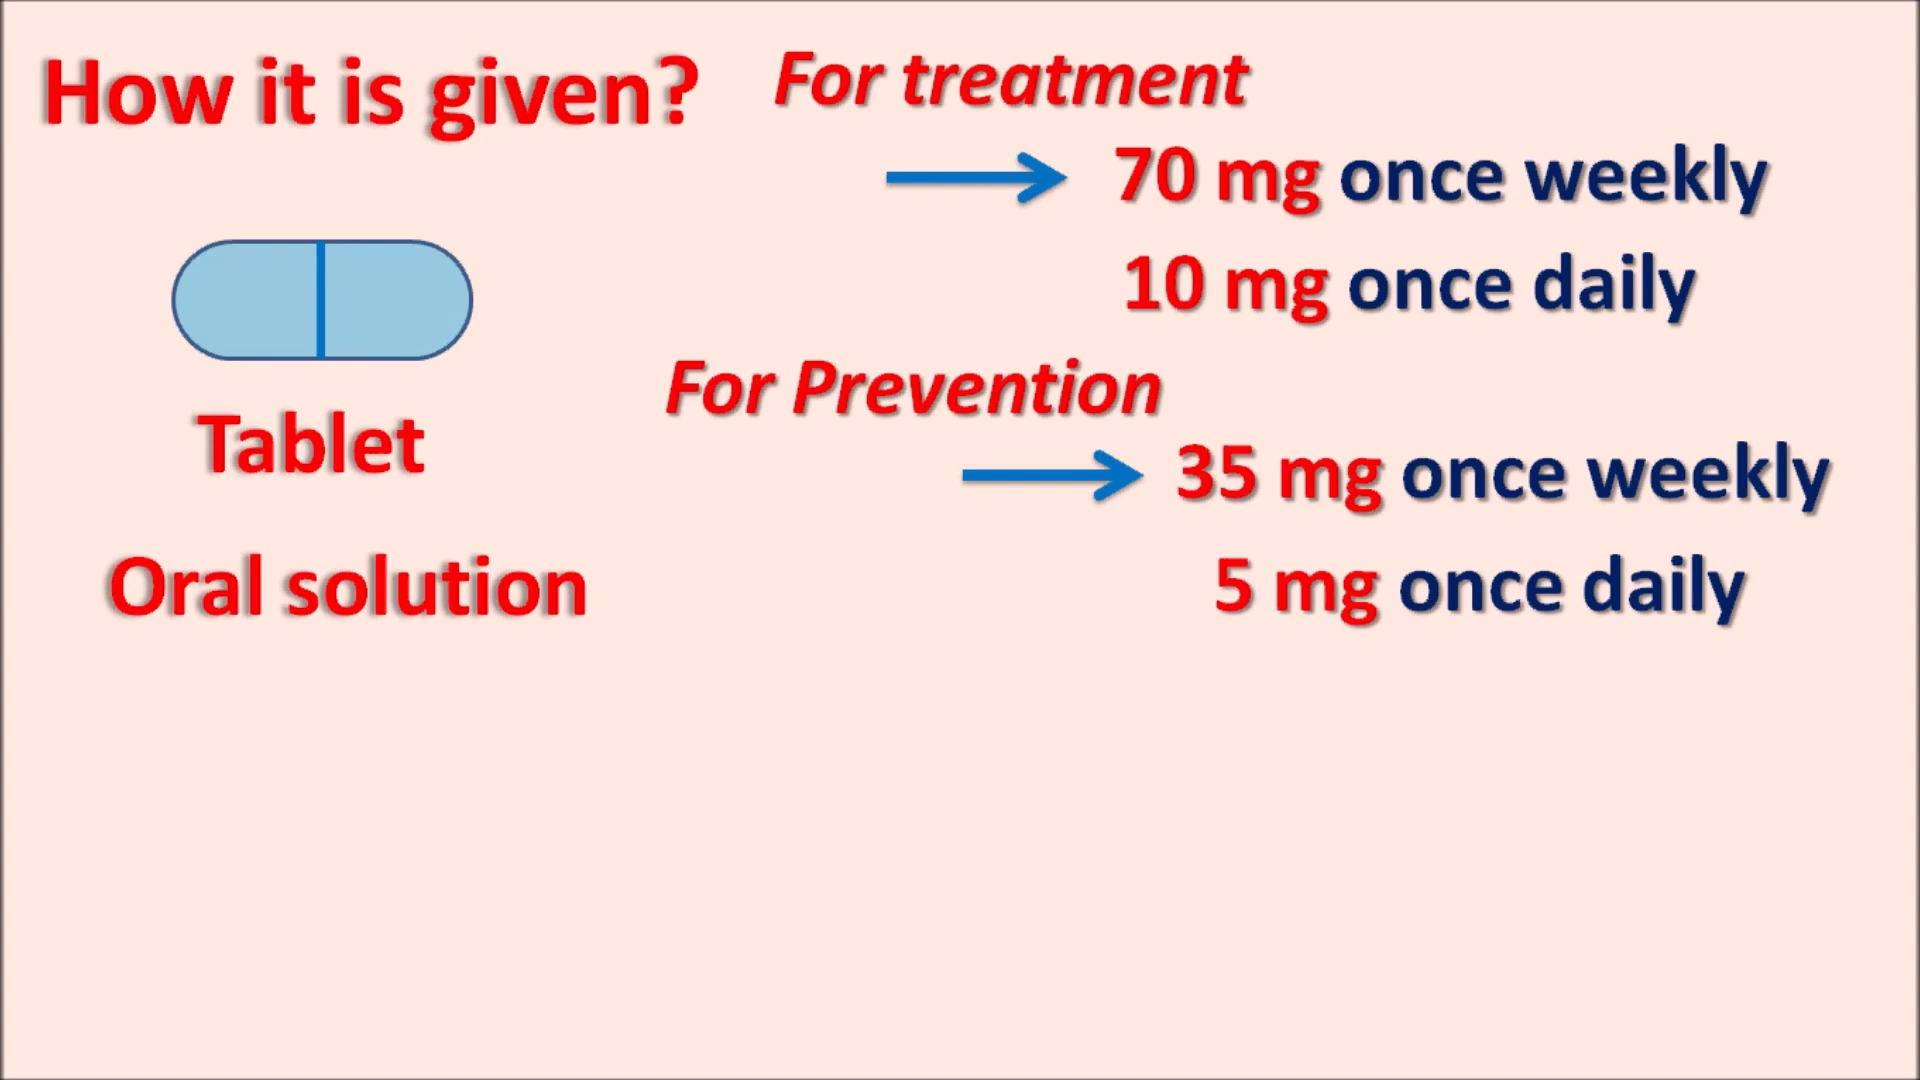 How it is given?
Tablet
Oral solution
For treatment
70 mg once weekly
10 mg once daily
For Prevention
35 mg once weekly
5 mg once daily